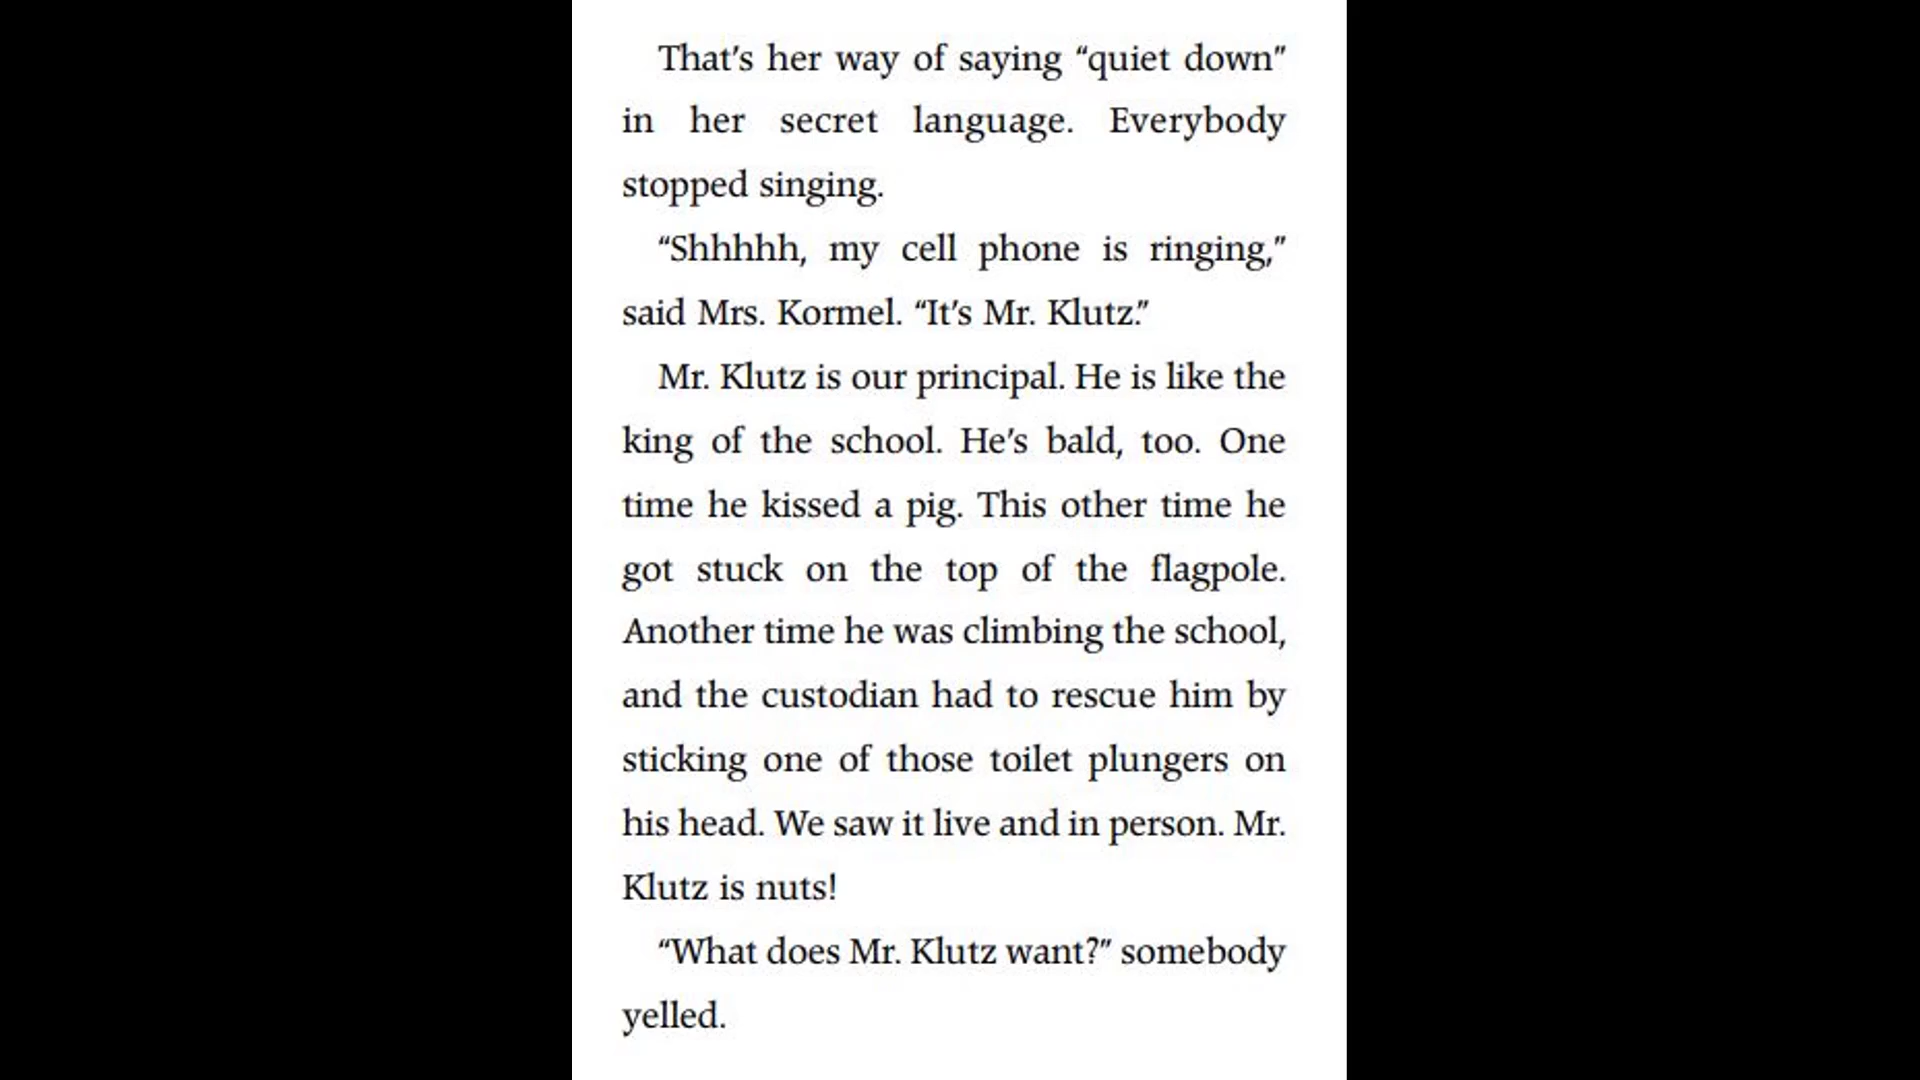 That's her way of saying “quiet down”
in her secret language. Everybody
stopped singing.
“Shhhhh, my cell phone is ringing,”
said Mrs. Kormel. “It's Mr. Klutz.”
Mr. Klutz is our principal. He is like the
king of the school. He's bald, too. One
time he kissed a pig. This other time he
got stuck on the top of the flagpole.
Another time he was climbing the school,
and the custodian had to rescue him by
sticking one of those toilet plungers on
his head. We saw it live and in person. Mr.
Klutz is nuts!
“What does Mr. Klutz want?” somebody
yelled.